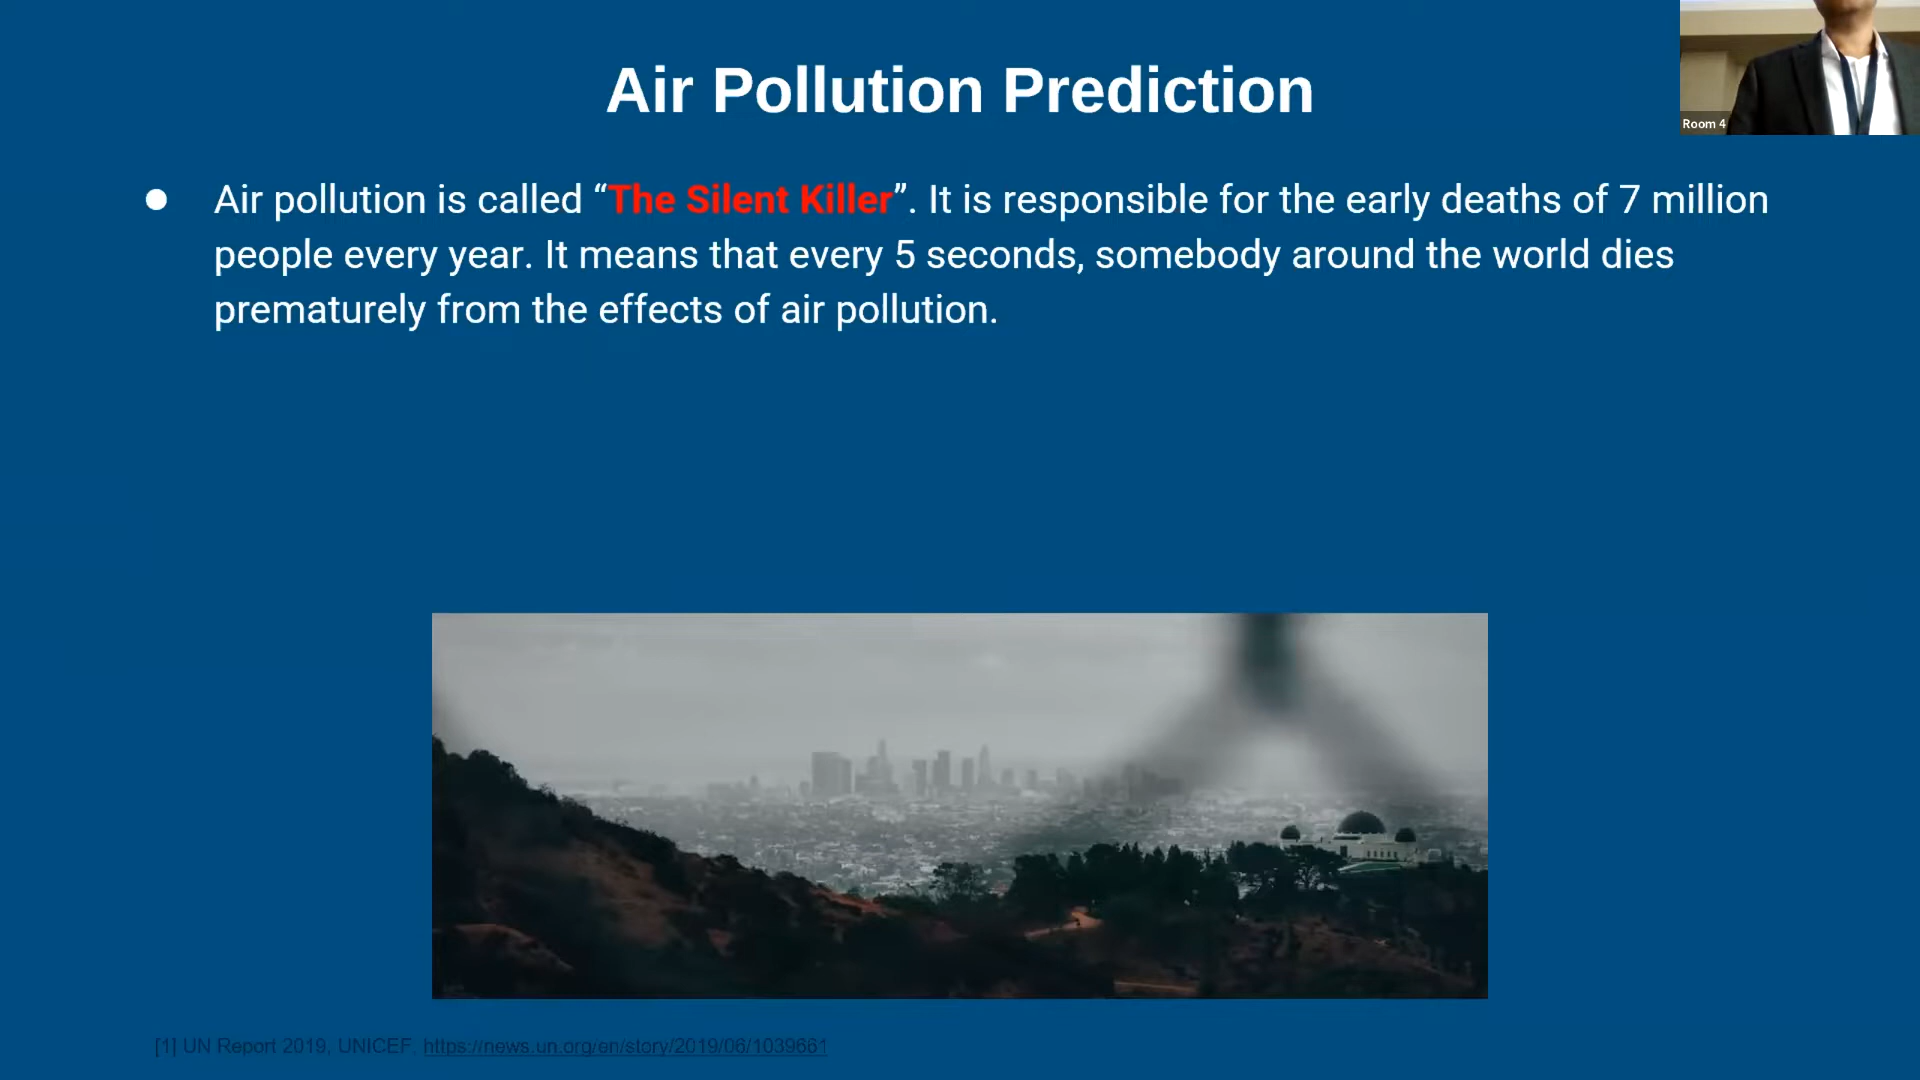 Air Pollution Prediction
Room 4
● Air pollution is called “The Silent Killer”. It is responsible for the early deaths of 7 million
people every year. It means that every 5 seconds, somebody around the world dies
prematurely from the effects of air pollution.
[1] UN Report 2019, UNICEF, https://news.un.org/en/story/2019/06/1039661